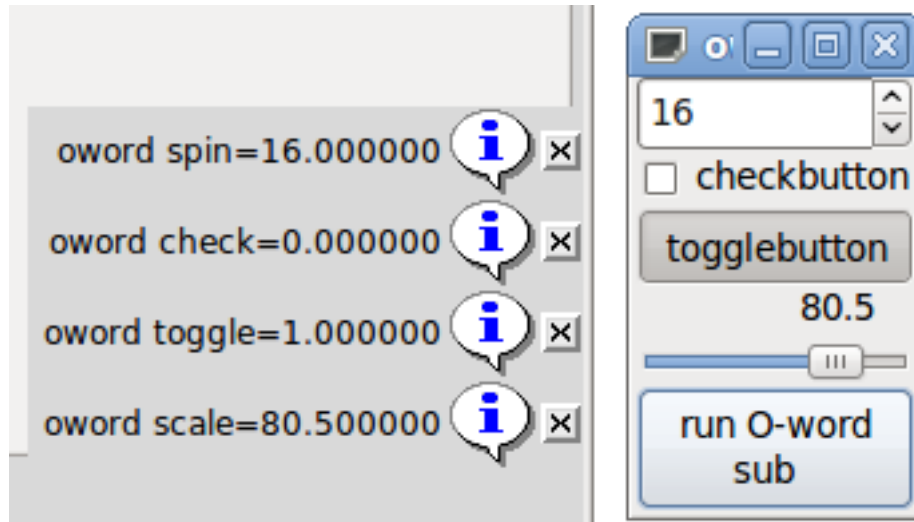 oword spin=16.000000
oword check=0.000000
oword toggle=1.000000
oword scale=80.500000
16
checkbutton
togglebutton
80.5
run O-word
sub